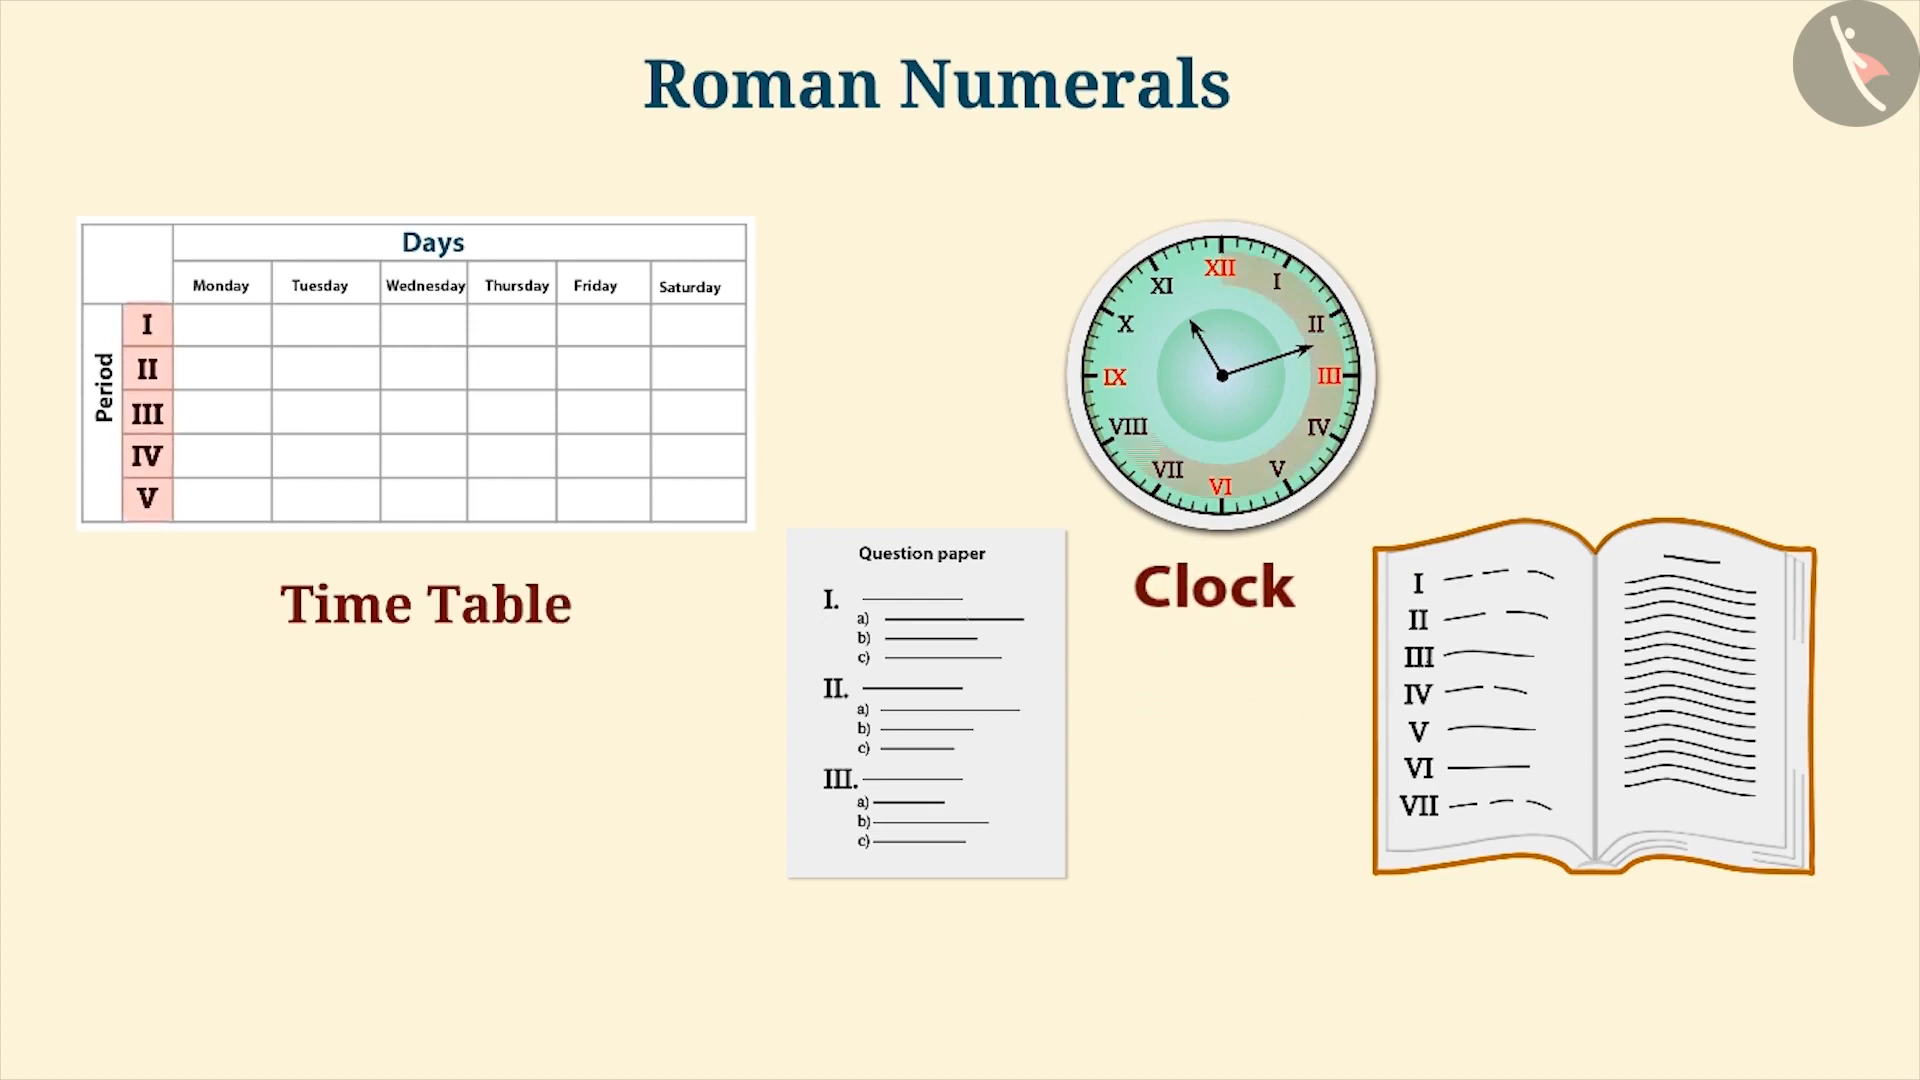 Roman Numerals
Days
Monday Tuesday Wednesday Thursday Friday Saturday
Period
I
II
III
IV
V
Time Table
XII
I
II
III
IV
V
VI
VII
VIII
IX
X
XI
Clock
Question paper
I.
a)
b)
c)
II.
a)
b)
c)
III.
a)
b)
c)
I
II
III
IV
V
VI
VII